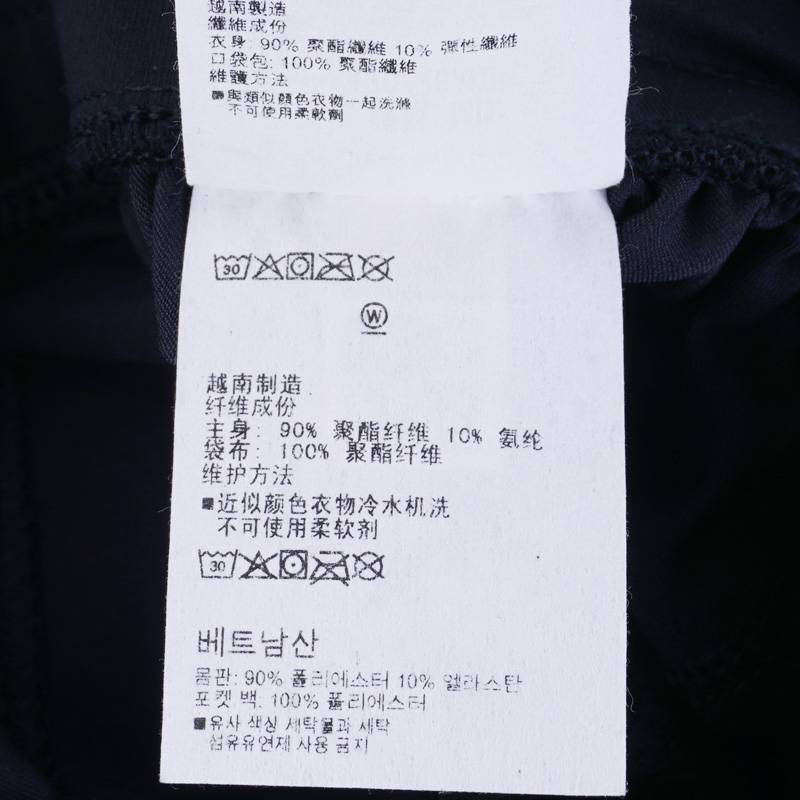 越南製造
纖維成份
衣身: 90% 聚酯纖維 10% 彈性纖維
口袋包: 100% 聚酯纖維
維護方法
■與類似顏色衣物一起洗滌
不可使用柔軟劑
30
W
越南制造
纤维成份
主身: 90% 聚酯纤维 10% 氨纶
袋布: 100% 聚酯纤维
维护方法
■近似颜色衣物冷水机洗
不可使用柔软剂
30
베트남산
몸판: 90% 폴리에스터 10% 엘라스탄
포켓 백: 100% 폴리에스터
■유사 색상 세탁물과 세탁
섬유유연제 사용 금지